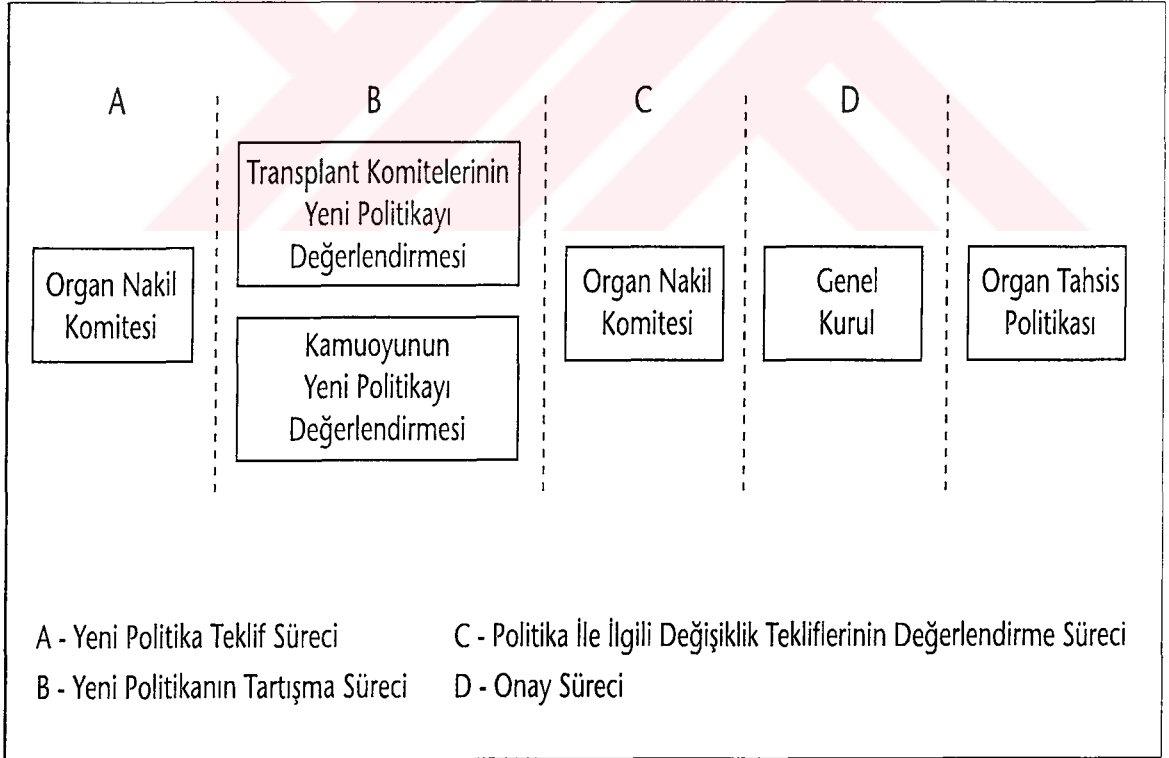 A
B
C
D
Organ Nakil
Komitesi
Transplant Komitelerinin
Yeni Politikayı
Değerlendirmesi
Kamuoyunun
Yeni Politikayı
Değerlendirmesi
Organ Nakil
Komitesi
Genel
Kurul
Organ Tahsis
Politikası
A - Yeni Politika Teklif Süreci
B - Yeni Politikanın Tartışma Süreci
C - Politika İle İlgili Değişiklik Tekliflerinin Değerlendirme Süreci
D - Onay Süreci